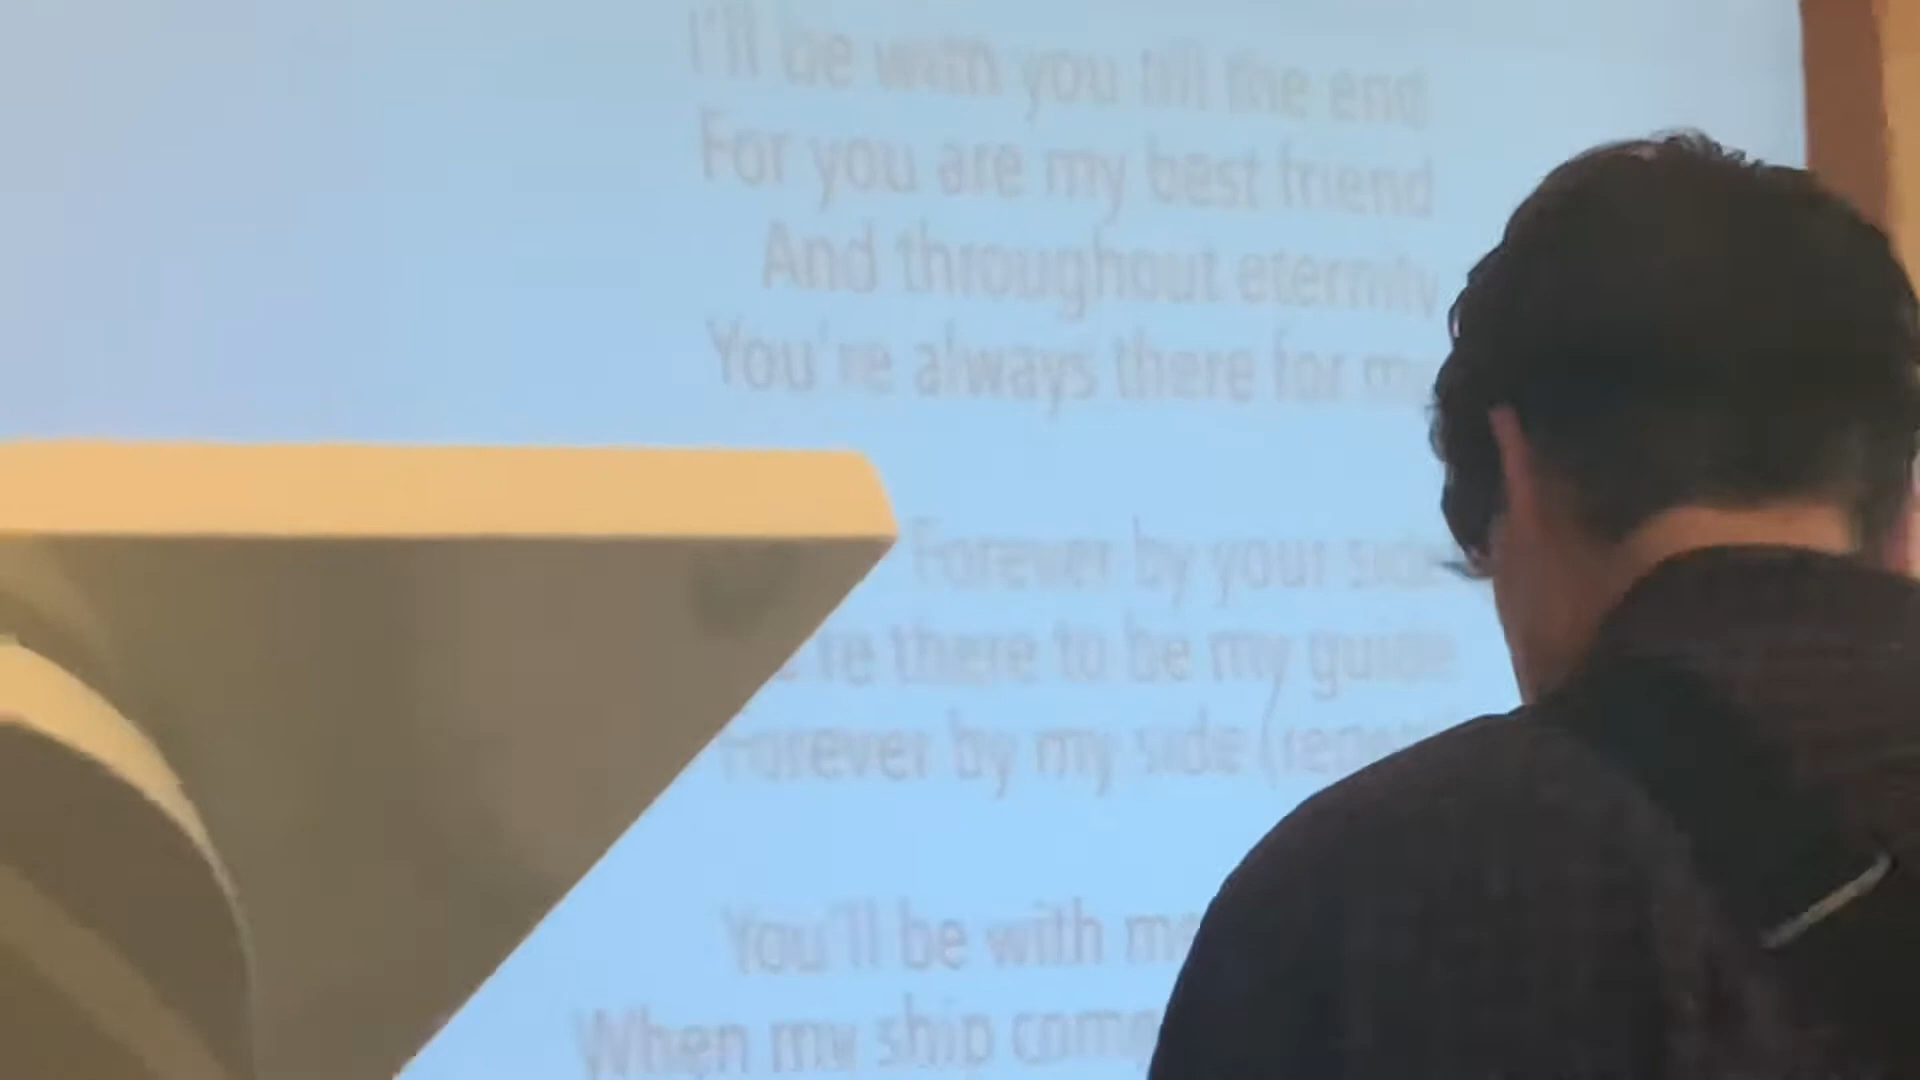 I'll be with you till the end
For you are my best friend
And throughout eternity
You're always there for
Forever by your side
there to be my guide
Forever by my side
You'll be with
When my ship